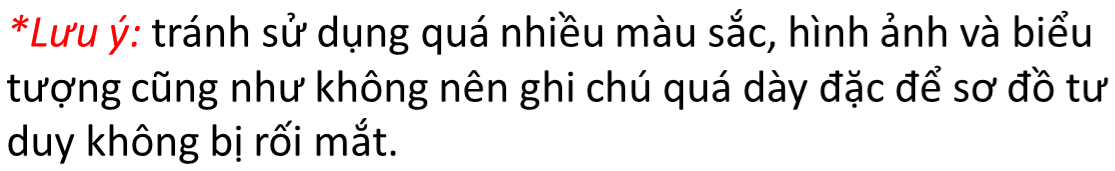 *Lưu ý: tránh sử dụng quá nhiều màu sắc, hình ảnh và biểu
tượng cũng như không nên ghi chú quá dày đặc để sơ đồ tư
duy không bị rối mắt.